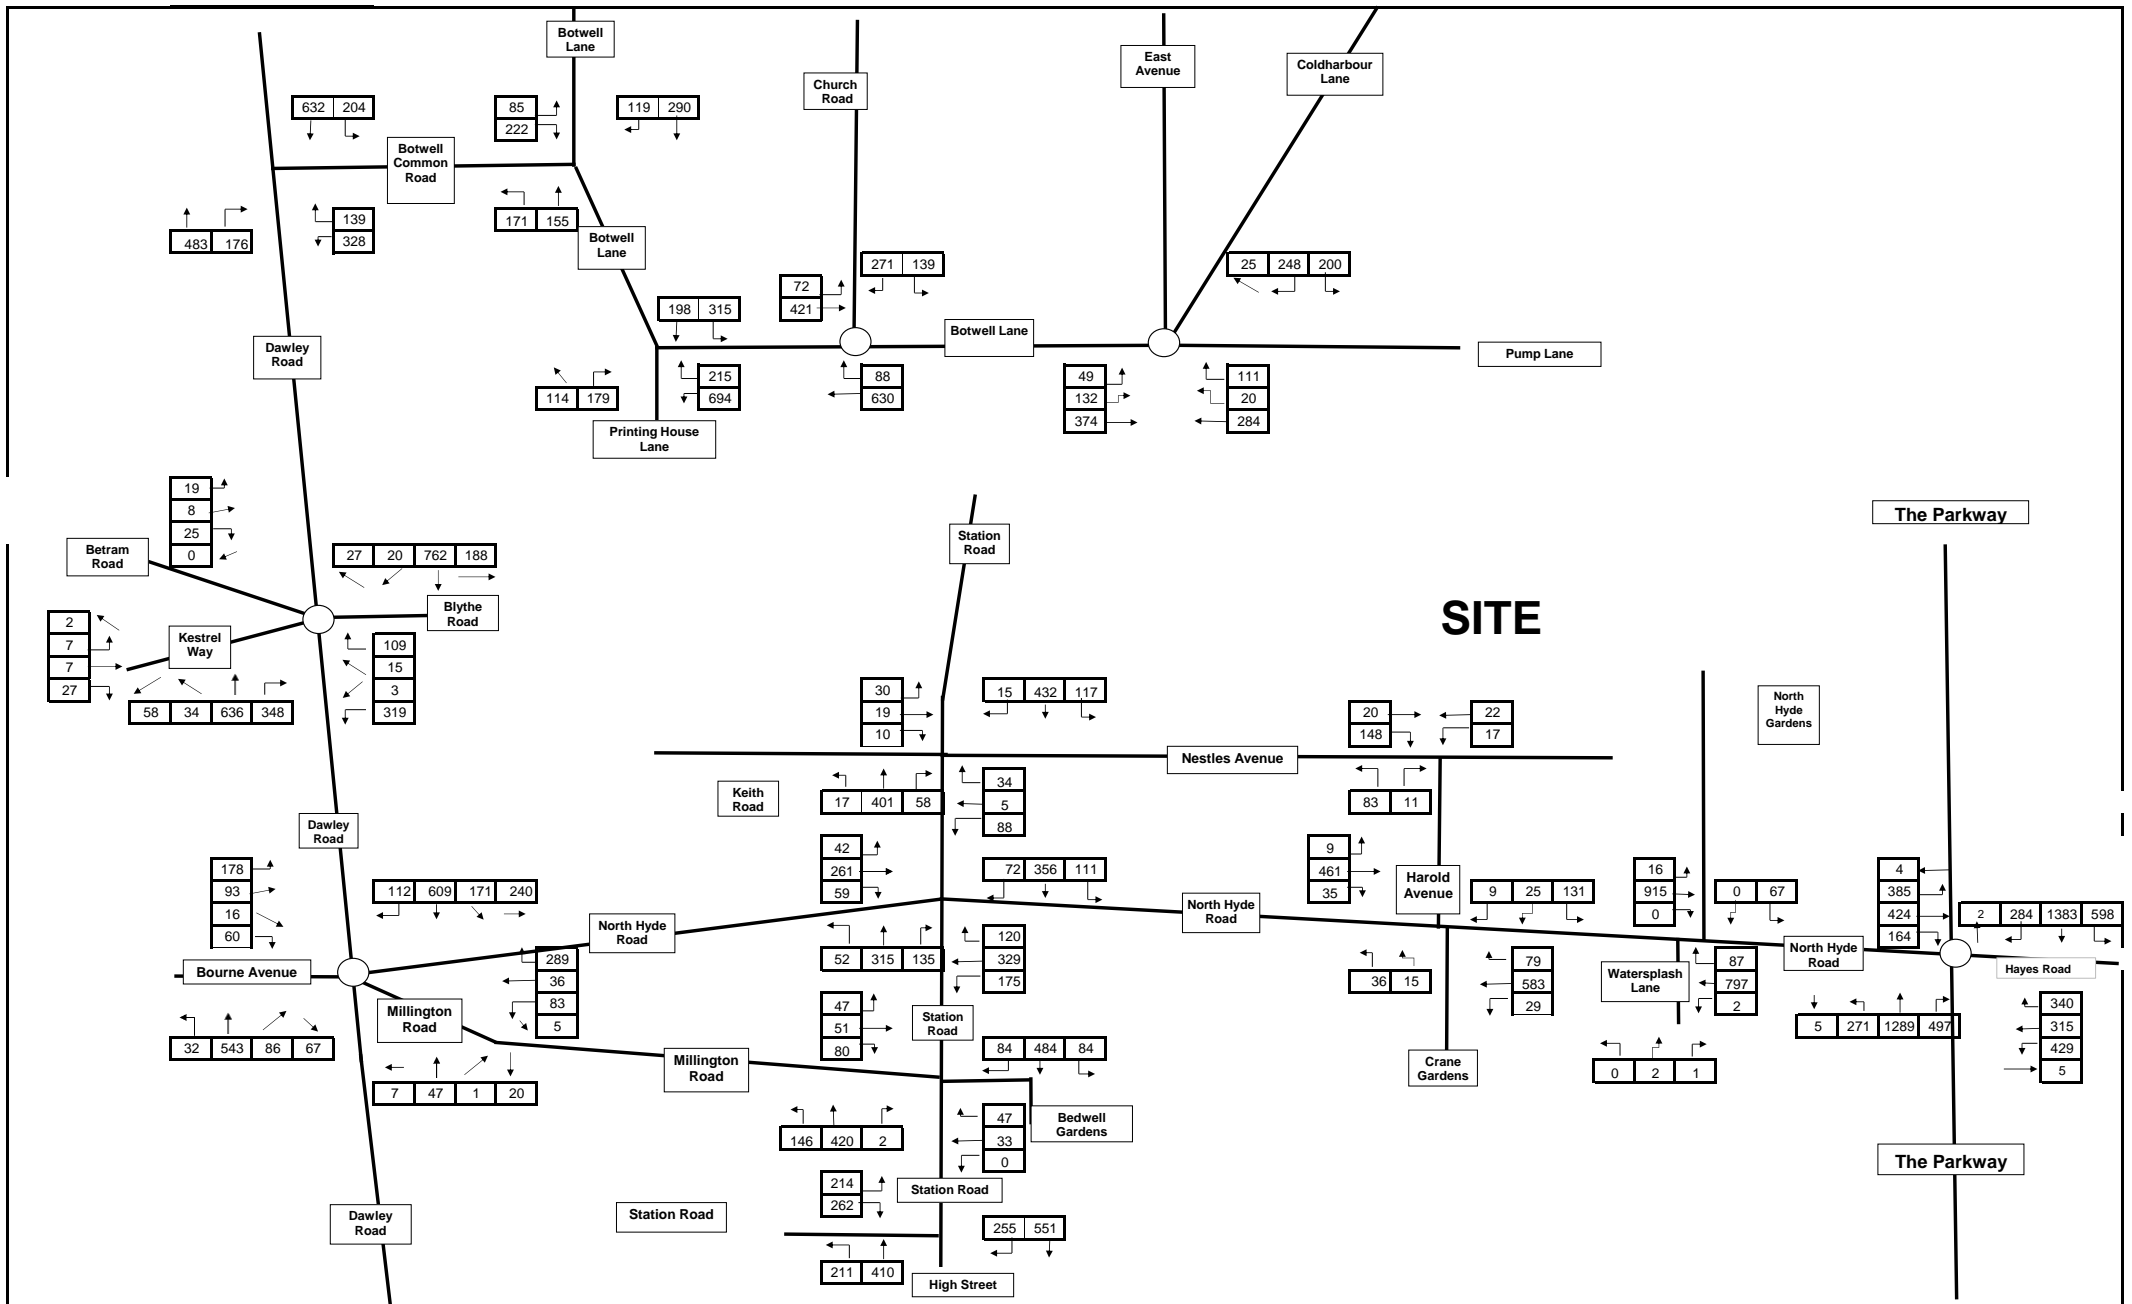 Botwell
Lane
632 204
85
222
119 290
Church
Road
East
Avenue
Coldharbour
Lane
Botwell
Common
Road
483 176
139
328
171 155
Botwell
Lane
198 315
72
421
271 139
25 248 200
Dawley
Road
Botwell Lane
Pump Lane
114 179
215
694
88
630
49
132
374
111
20
284
Printing House
Lane
19
8
25
0
Betram
Road
27 20 762 188
Station
Road
The Parkway
SITE
2
7
7
27
Kestrel
Way
Blythe
Road
58 34 636 348
109
15
3
319
30
19
10
15 432 117
20
148
22
17
North
Hyde
Gardens
Nestles Avenue
Keith
Road
17 401 58
34
5
88
83 11
Dawley
Road
178
93
16
60
112 609 171 240
42
261
59
72 356 111
9
461
35
Harold
Avenue
9 25 131
16
915
0
0 67
4
385
424
164
2 284 1383 598
North Hyde
Road
North Hyde
Road
North Hyde
Road
Bourne Avenue
289
36
83
5
52 315 135
120
329
175
36 15
79
583
29
Watersplash
Lane
87
797
2
Hayes Road
Millington
Road
32 543 86 67
47
51
80
Station
Road
5 271 1289 497
340
315
429
5
7 47 1 20
Millington
Road
84 484 84
Crane
Gardens
0 2 1
146 420 2
47
33
0
Bedwell
Gardens
The Parkway
214
262
Station Road
Dawley
Road
Station Road
255 551
211 410
High Street